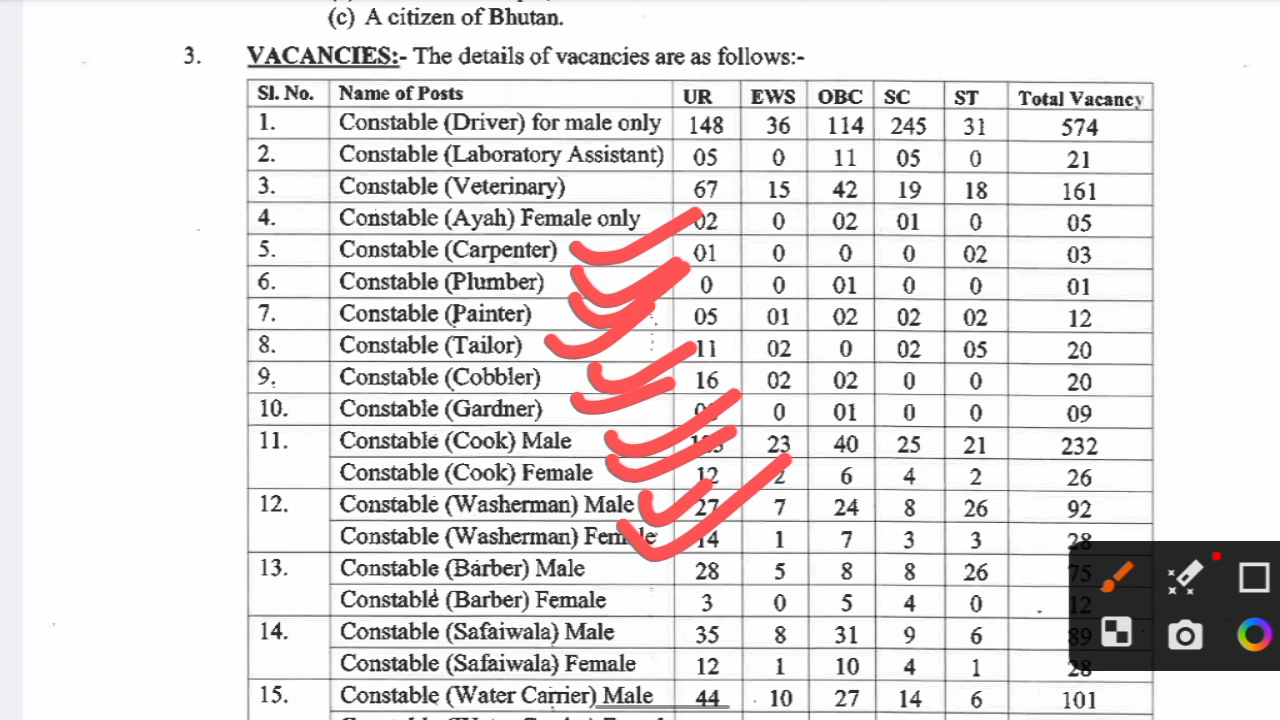 (c) A citizen of Bhutan.
3. VACANCIES:- The details of vacancies are as follows:-
Sl. No. Name of Posts UR EWS OBC SC ST Total Vacancy
1. Constable (Driver) for male only 148 36 114 245 31 574
2. Constable (Laboratory Assistant) 05 0 11 05 0 21
3. Constable (Veterinary) 67 15 42 19 18 161
4. Constable (Ayah) Female only 02 0 02 01 0 05
5. Constable (Carpenter) 01 0 0 0 02 03
6. Constable (Plumber) 0 0 01 0 0 01
7. Constable (Painter) 05 01 02 02 02 12
8. Constable (Tailor) 11 02 0 02 05 20
9. Constable (Cobbler) 16 02 02 0 0 20
10. Constable (Gardner) 0 01 0 0 09
11. Constable (Cook) Male 23 40 25 21 232
Constable (Cook) Female 12 2 6 4 2 26
12. Constable (Washerman) Male 27 7 24 8 26 92
Constable (Washerman) Female 14 1 7 3 3 28
13. Constable (Barber) Male 28 5 8 8 26 75
Constable (Barber) Female 3 0 5 4 0 12
14. Constable (Safaiwala) Male 35 8 31 9 6 89
Constable (Safaiwala) Female 12 1 10 4 1 28
15. Constable (Water Carrier) Male 44 10 27 14 6 101